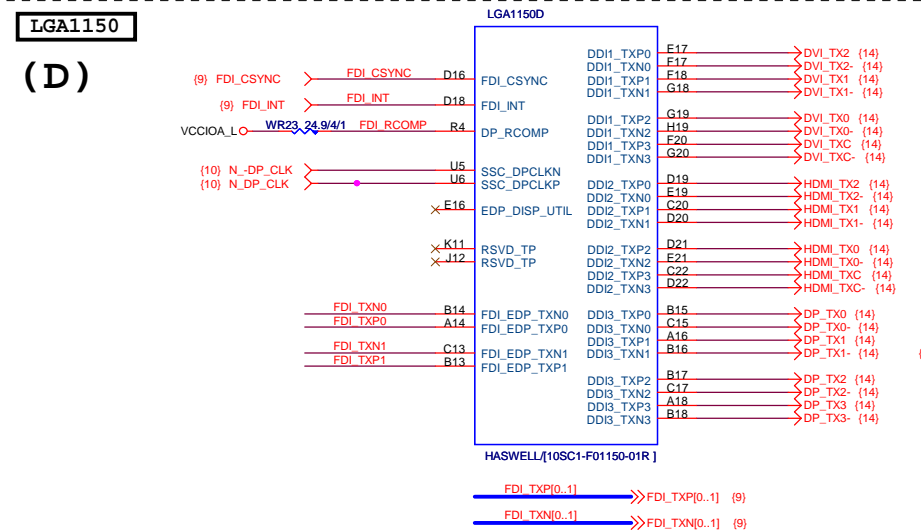 LGA1150
(D)
LGA1150D
{9} FDI_CSYNC FDI_CSYNC D16 FDI_CSYNC
{9} FDI_INT FDI_INT D18 FDI_INT
VCCIOA_L WR23 24.9/4/1 FDI_RCOMP R4 DP_RCOMP
{10} N_-DP_CLK U5 SSC_DPCLKN
{10} N_DP_CLK U6 SSC_DPCLKP
E16 EDP_DISP_UTIL
K11 RSVD_TP
J12 RSVD_TP
FDI_TXN0 B14 FDI_EDP_TXN0
FDI_TXP0 A14 FDI_EDP_TXP0
FDI_TXN1 C13 FDI_EDP_TXN1
FDI_TXP1 B13 FDI_EDP_TXP1
DDI1_TXP0 E17 DVI_TX2 {14}
DDI1_TXN0 F17 DVI_TX2- {14}
DDI1_TXP1 F18 DVI_TX1 {14}
DDI1_TXN1 G18 DVI_TX1- {14}
DDI1_TXP2 G19 DVI_TX0 {14}
DDI1_TXN2 H19 DVI_TX0- {14}
DDI1_TXP3 F20 DVI_TXC {14}
DDI1_TXN3 G20 DVI_TXC- {14}
DDI2_TXP0 D19 HDMI_TX2 {14}
DDI2_TXN0 E19 HDMI_TX2- {14}
DDI2_TXP1 C20 HDMI_TX1 {14}
DDI2_TXN1 D20 HDMI_TX1- {14}
DDI2_TXP2 D21 HDMI_TX0 {14}
DDI2_TXN2 E21 HDMI_TX0- {14}
DDI2_TXP3 C22 HDMI_TXC {14}
DDI2_TXN3 D22 HDMI_TXC- {14}
DDI3_TXP0 B15 DP_TX0 {14}
DDI3_TXN0 C15 DP_TX0- {14}
DDI3_TXP1 A16 DP_TX1 {14}
DDI3_TXN1 B16 DP_TX1- {14} {
DDI3_TXP2 B17 DP_TX2 {14}
DDI3_TXN2 C17 DP_TX2- {14}
DDI3_TXP3 A18 DP_TX3 {14}
DDI3_TXN3 B18 DP_TX3- {14}
HASWELL/[10SC1-F01150-01R ]
FDI_TXP[0..1] FDI_TXP[0..1] {9}
FDI_TXN[0..1] FDI_TXN[0..1] {9}